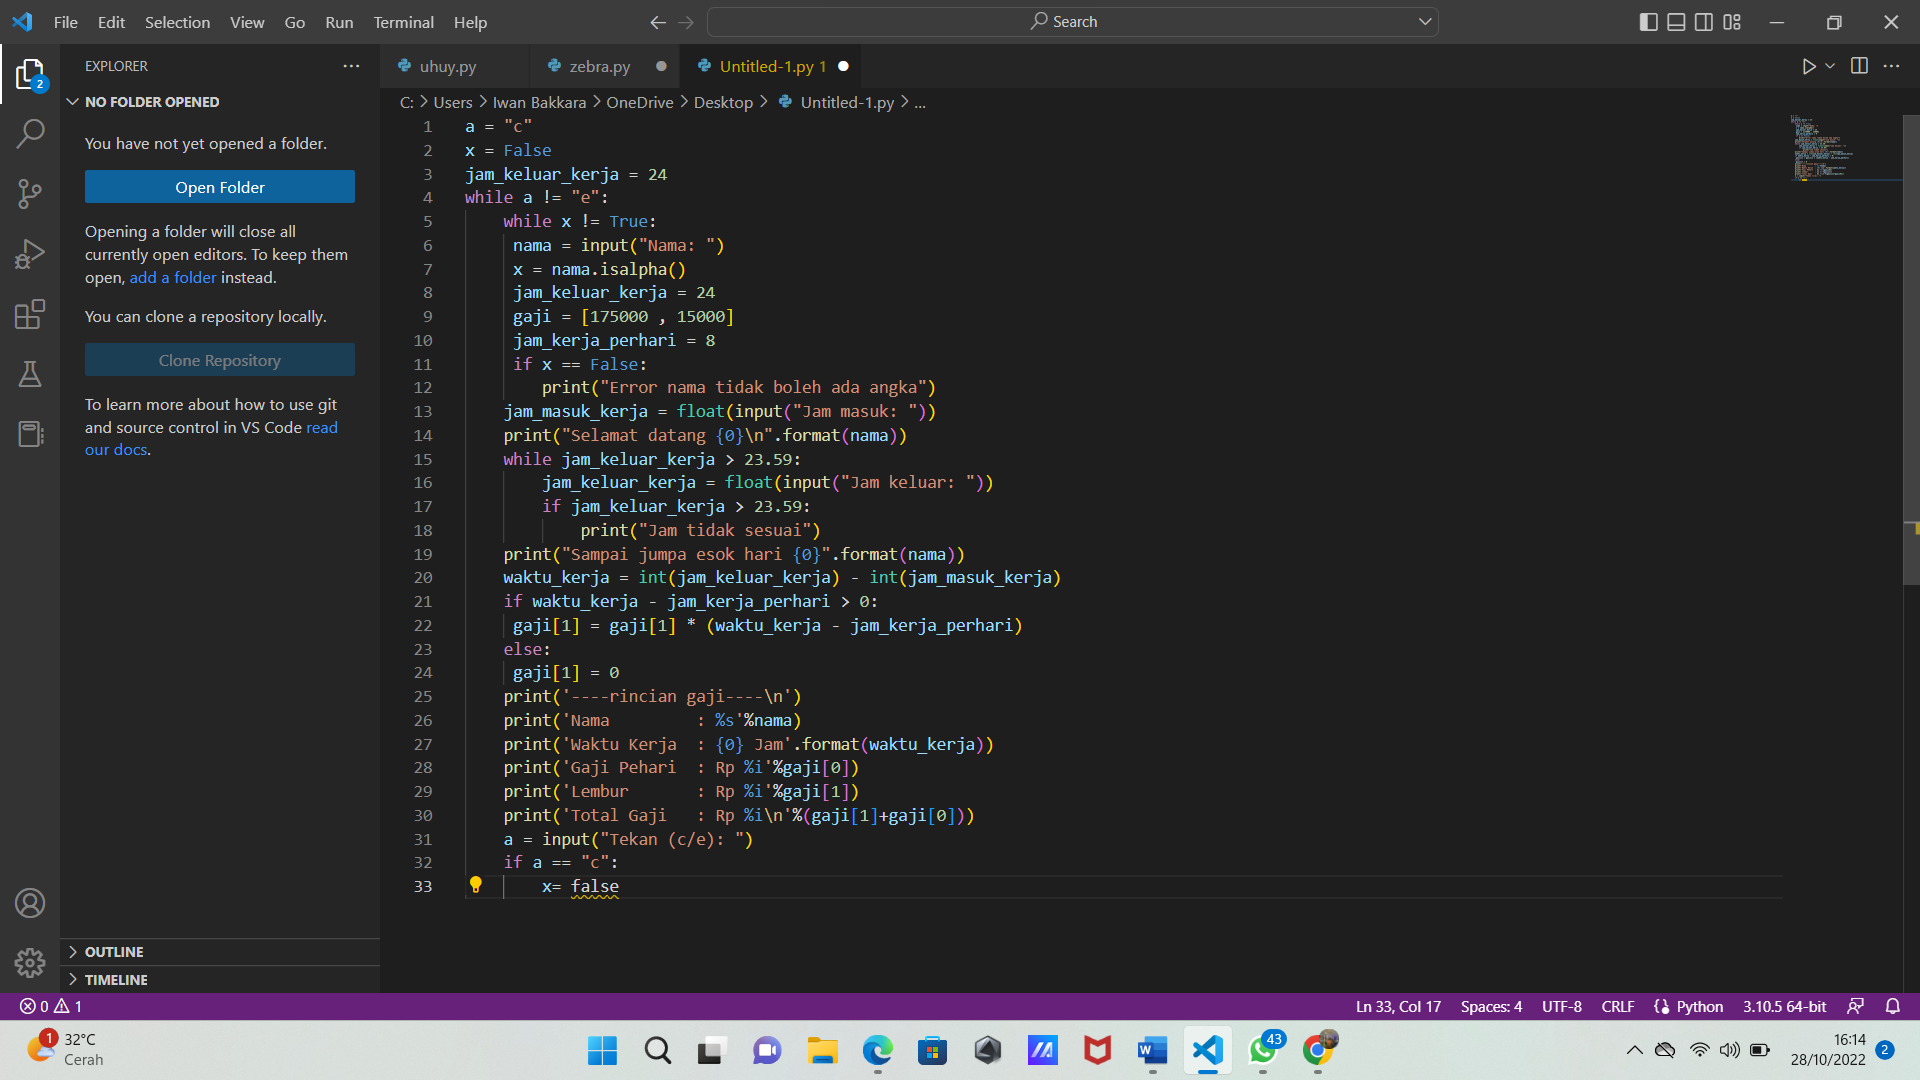 File Edit Selection View Go Run Terminal Help Search
EXPLORER
uhuy.py zebra.py Untitled-1.py 1
2
NO FOLDER OPENED
C: > Users > Iwan Bakkara > OneDrive > Desktop > Untitled-1.py > ...
You have not yet opened a folder.
Open Folder
Opening a folder will close all
currently open editors. To keep them
open, add a folder instead.
You can clone a repository locally.
Clone Repository
To learn more about how to use git
and source control in VS Code read
our docs.
OUTLINE
TIMELINE
1 a = "c"
2 x = False
3 jam_keluar_kerja = 24
4 while a != "e":
5     while x != True:
6      nama = input("Nama: ")
7      x = nama.isalpha()
8      jam_keluar_kerja = 24
9      gaji = [175000 , 15000]
10      jam_kerja_perhari = 8
11      if x == False:
12         print("Error nama tidak boleh ada angka")
13     jam_masuk_kerja = float(input("Jam masuk: "))
14     print("Selamat datang {0}\n".format(nama))
15     while jam_keluar_kerja > 23.59:
16         jam_keluar_kerja = float(input("Jam keluar: "))
17         if jam_keluar_kerja > 23.59:
18             print("Jam tidak sesuai")
19     print("Sampai jumpa esok hari {0}".format(nama))
20     waktu_kerja = int(jam_keluar_kerja) - int(jam_masuk_kerja)
21     if waktu_kerja - jam_kerja_perhari > 0:
22      gaji[1] = gaji[1] * (waktu_kerja - jam_kerja_perhari)
23     else:
24      gaji[1] = 0
25     print('----rincian gaji----\n')
26     print('Nama         : %s'%nama)
27     print('Waktu Kerja  : {0} Jam'.format(waktu_kerja))
28     print('Gaji Pehari  : Rp %i'%gaji[0])
29     print('Lembur       : Rp %i'%gaji[1])
30     print('Total Gaji   : Rp %i\n'%(gaji[1]+gaji[0]))
31     a = input("Tekan (c/e): ")
32     if a == "c":
33         x= false
0 1 Ln 33, Col 17 Spaces: 4 UTF-8 CRLF Python 3.10.5 64-bit
1 32°C
Cerah
43
16:14
28/10/2022 2